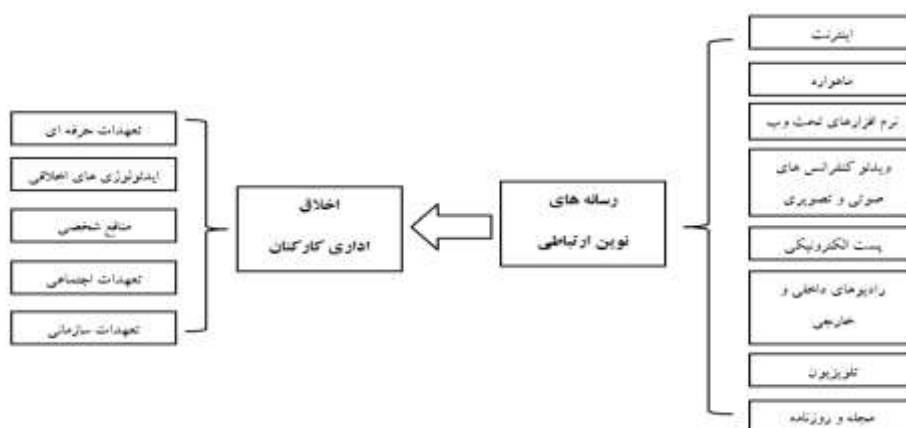 اینترنت
ماهواره
نرم افزارهای تحت وب
ویدئو کنفرانس های
صوتی و تصویری
پست الکترونیکی
رادیوهای داخلی و
خارجی
تلویزیون
مجله و روزنامه
رسانه های
نوین ارتباطی
اخلاق
اداری کارکنان
تعهدات حرفه ای
ایدئولوژی های اخلاقی
منافع شخصی
تعهدات اجتماعی
تعهدات سازمانی